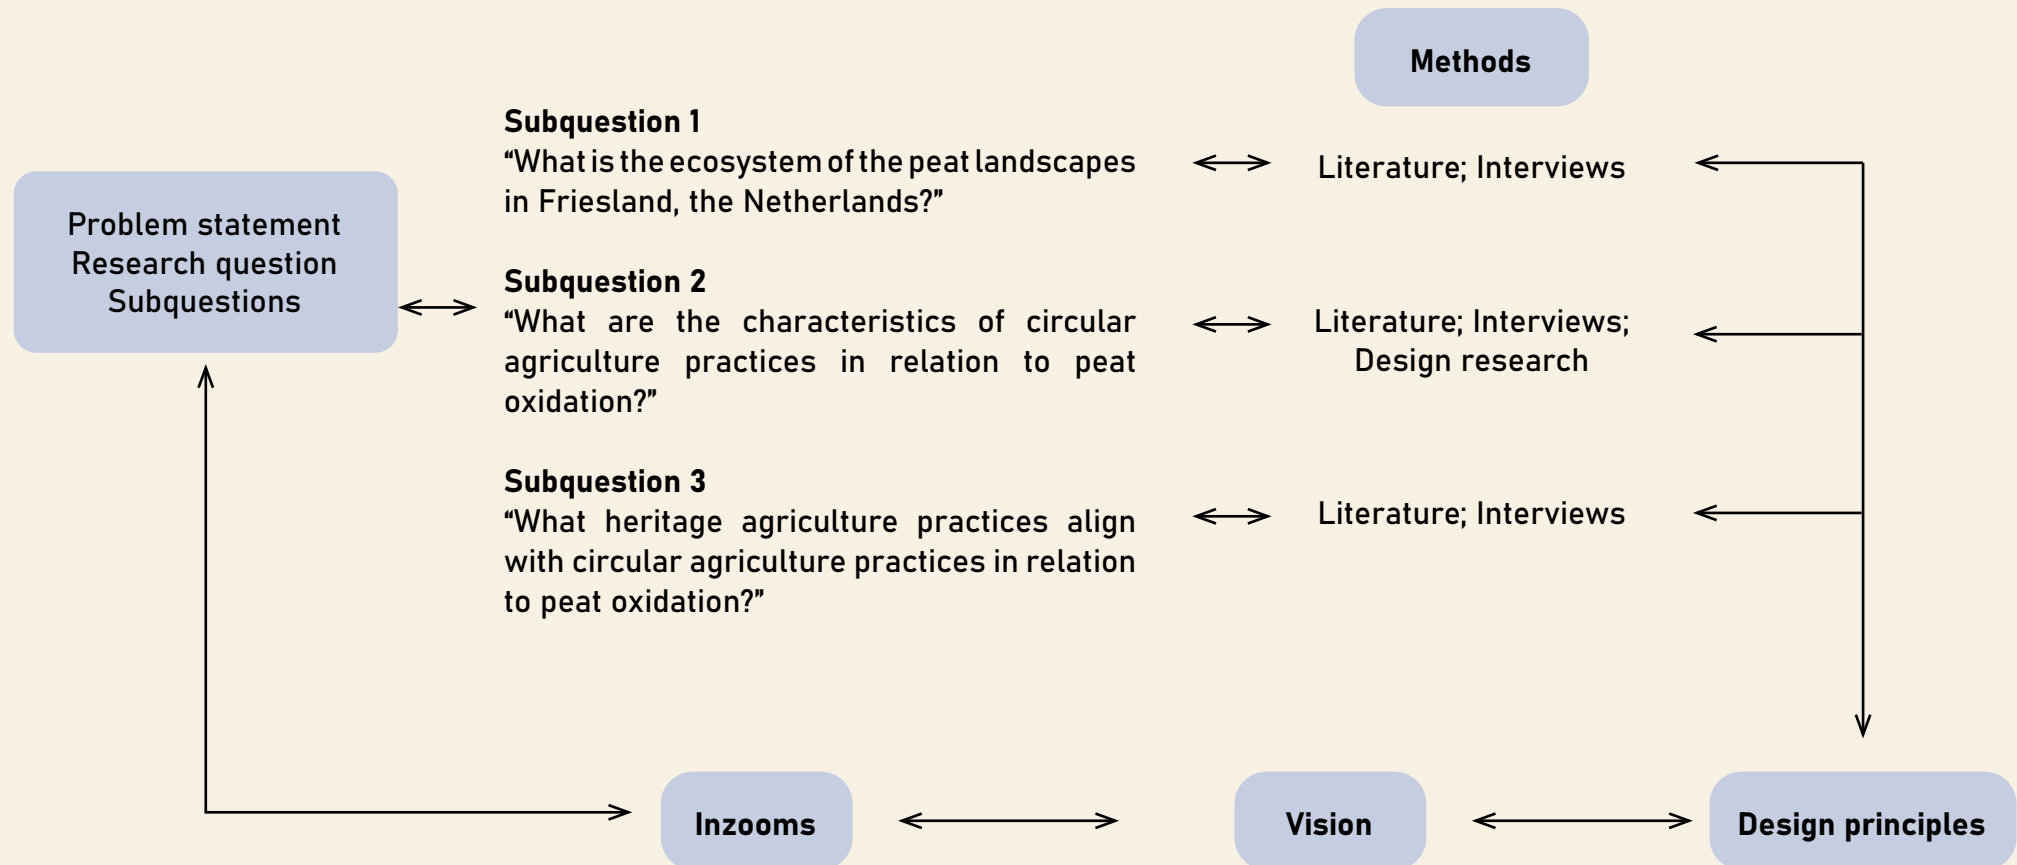 Methods
Problem statement
Research question
Subquestions
Subquestion 1
“What is the ecosystem of the peat landscapes
in Friesland, the Netherlands?”
Literature; Interviews
Subquestion 2
“What are the characteristics of circular
agriculture practices in relation to peat
oxidation?”
Literature; Interviews;
Design research
Subquestion 3
“What heritage agriculture practices align
with circular agriculture practices in relation
to peat oxidation?”
Literature; Interviews
Inzooms
Vision
Design principles